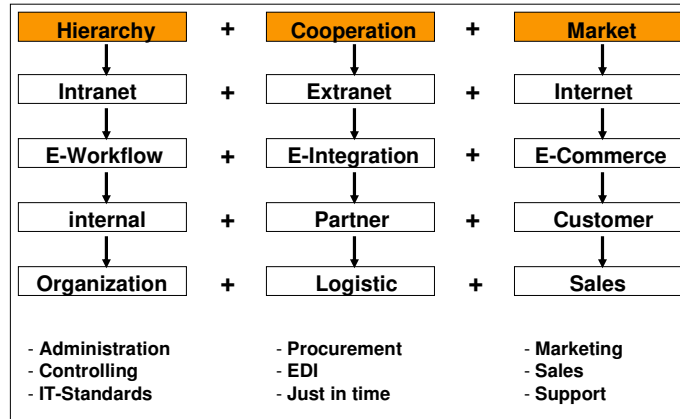 Hierarchy + Cooperation + Market
Intranet + Extranet + Internet
E-Workflow + E-Integration + E-Commerce
internal + Partner + Customer
Organization + Logistic + Sales
- Administration - Procurement - Marketing
- Controlling - EDI - Sales
- IT-Standards - Just in time - Support